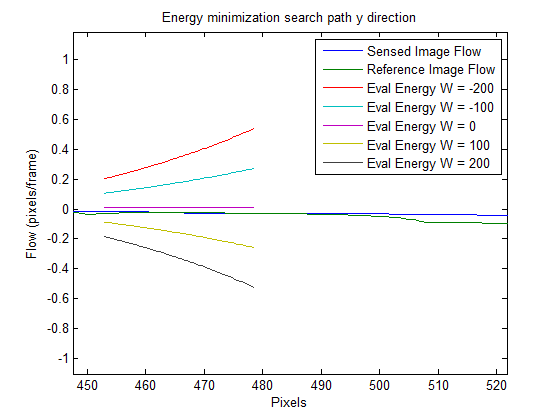 Energy minimization search path y direction
Sensed Image Flow
Reference Image Flow
Eval Energy W = -200
Eval Energy W = -100
Eval Energy W = 0
Eval Energy W = 100
Eval Energy W = 200
Flow (pixels/frame)
1
0.8
0.6
0.4
0.2
0
-0.2
-0.4
-0.6
-0.8
-1
450 460 470 480 490 500 510 520
Pixels